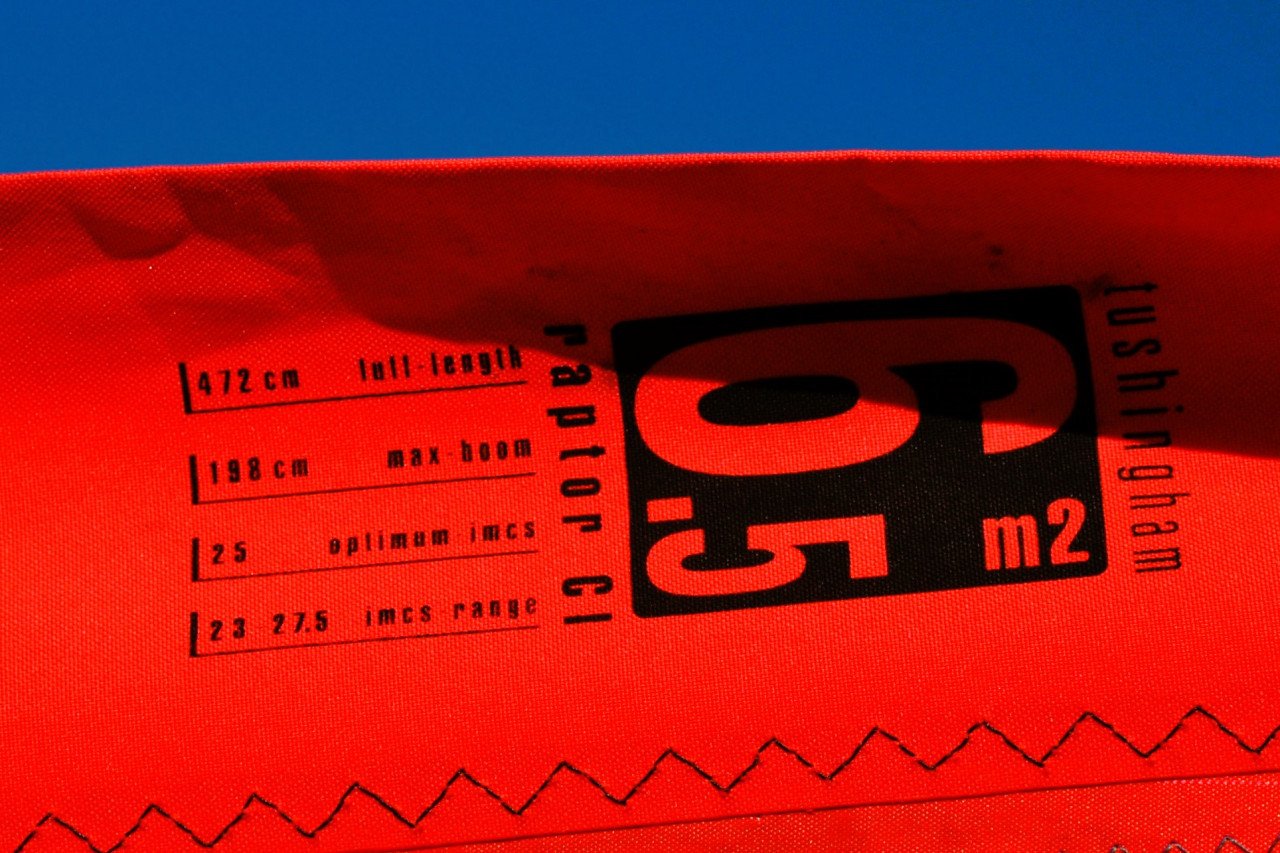 472 cm luff-length
198 cm max-boom
25 optimum imcs
23 27.5 imcs range
raptor cl
6.5
m2
tushingham